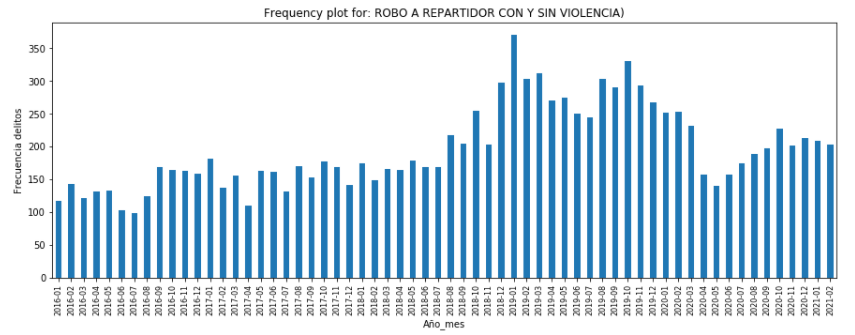 Frequency plot for: ROBO A REPARTIDOR CON Y SIN VIOLENCIA)
Frecuencia delitos
350
300
250
200
150
100
50
0
2016-01 2016-02 2016-03 2016-04 2016-05 2016-06 2016-07 2016-08 2016-09 2016-10 2016-11 2016-12 2017-01 2017-02 2017-03 2017-04 2017-05 2017-06 2017-07 2017-08 2017-09 2017-10 2017-11 2017-12 2018-01 2018-02 2018-03 2018-04 2018-05 2018-06 2018-07 2018-08 2018-09 2018-10 2018-11 2018-12 2019-01 2019-02 2019-03 2019-04 2019-05 2019-06 2019-07 2019-08 2019-09 2019-10 2019-11 2019-12 2020-01 2020-02 2020-03 2020-04 2020-05 2020-06 2020-07 2020-08 2020-09 2020-10 2020-11 2020-12 2021-01 2021-02
Año_mes